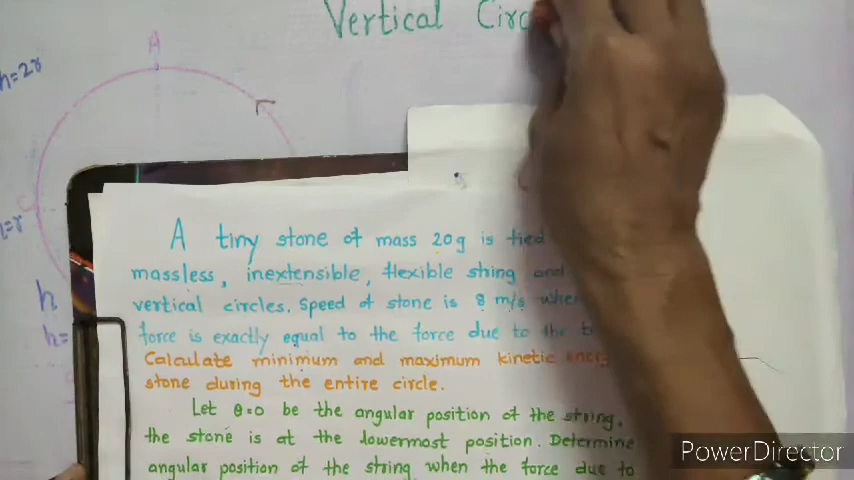 Vertical Circ
A
h=2r
C
h=r
h
h=
A tiny stone of mass 20g is tied
massless, inextensible, flexible string and
vertical circles. Speed of stone is 8 m/s when
force is exactly equal to the force due to the
Calculate minimum and maximum kinetic energ
stone during the entire circle.
Let θ=0 be the angular position of the string.
the stone is at the lowermost position. Determine
angular position of the string when the force due to
PowerDirector